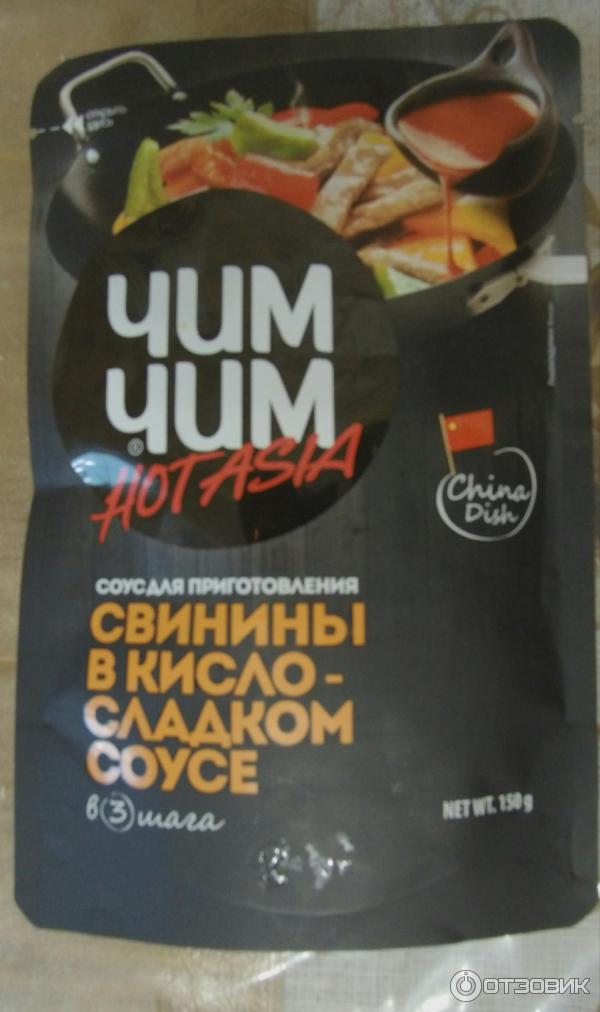 ЧИМ
ЧИМ
®
HOT ASIA
China
Dish
СОУС ДЛЯ ПРИГОТОВЛЕНИЯ
СВИНИНЫ
В КИСЛО-
СЛАДКОМ
СОУСЕ
в 3 шага
NET WT. 150 g
ОТЗОВИК